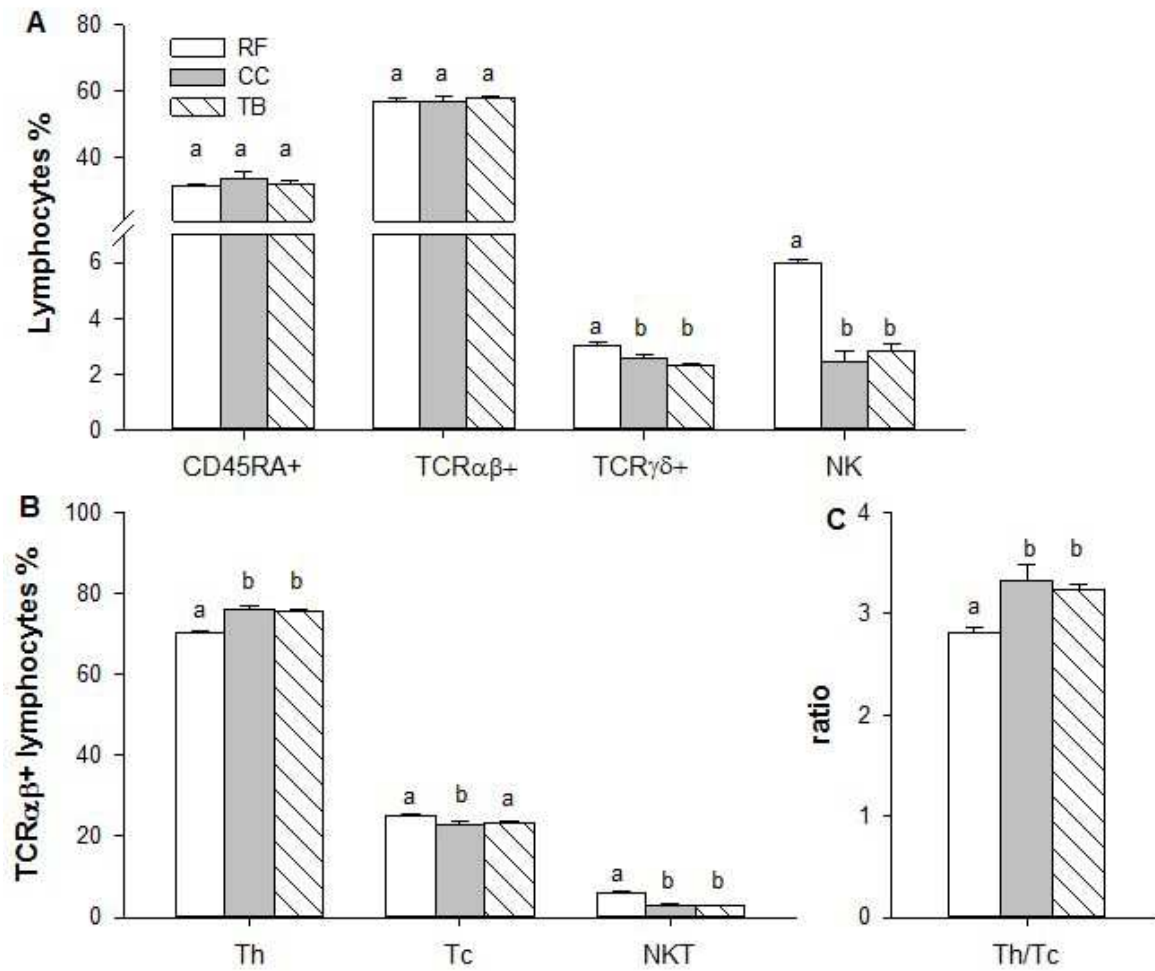 A
80
RF
CC
TB
a a a
60
a a a
40
Lymphocytes %
6
a
4
a b b
b b
2
0
CD45RA+ TCRαβ+ TCRγδ+ NK
B
100
TCRαβ+ lymphocytes %
80
a b b
60
40
a b a
20
a b b
0
Th Tc NKT
C
4
b b
a
3
ratio
2
1
0
Th/Tc